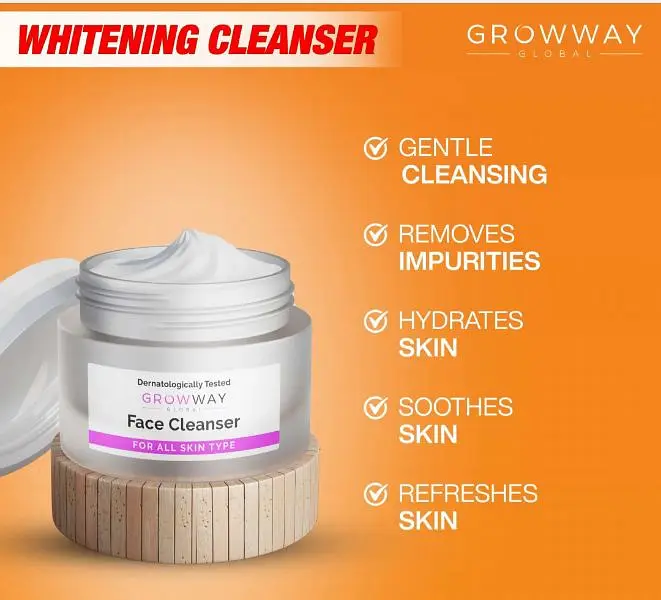 WHITENING CLEANSER
GROWWAY
GLOBAL
GENTLE
CLEANSING
REMOVES
IMPURITIES
HYDRATES
SKIN
SOOTHES
SKIN
REFRESHES
SKIN
Dernatologically Tested
GROWWAY
GLOBAL
Face Cleanser
FOR ALL SKIN TYPE